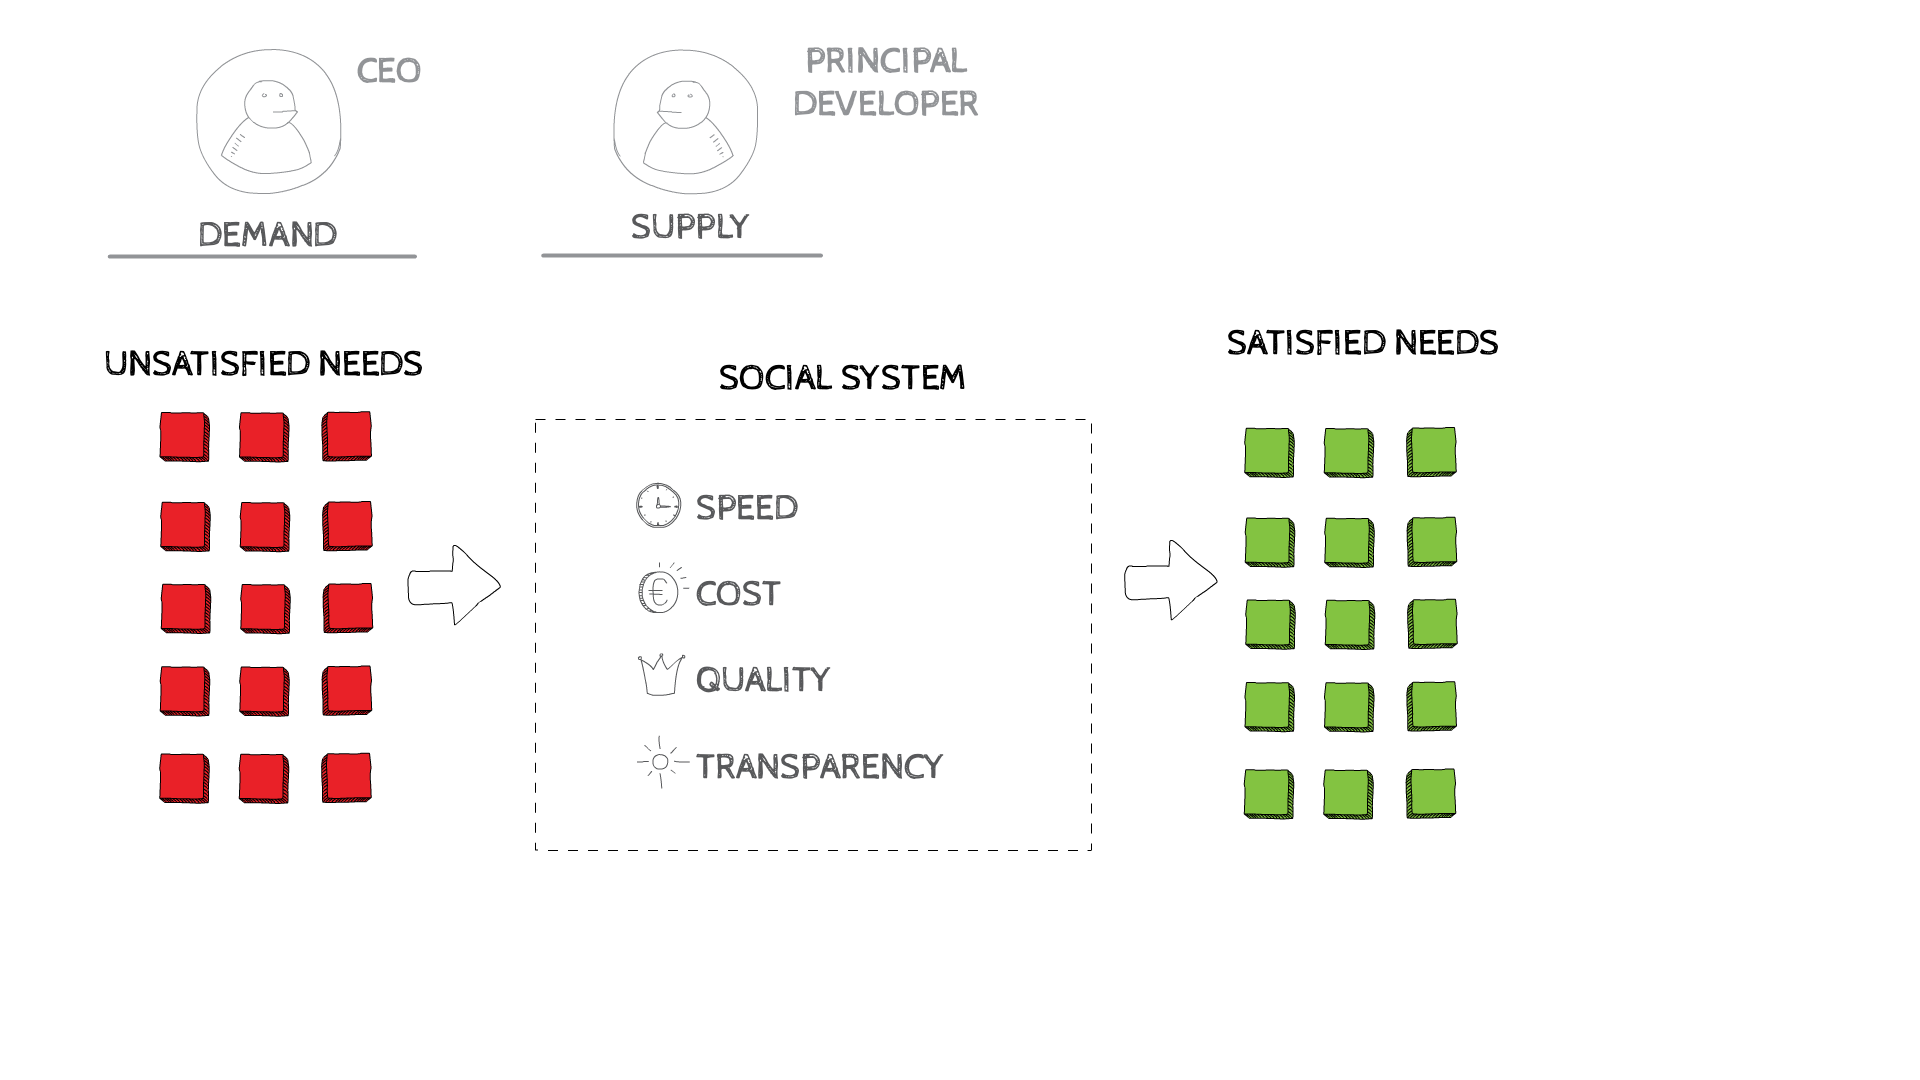 CEO
PRINCIPAL
DEVELOPER
DEMAND
SUPPLY
UNSATISFIED NEEDS
SOCIAL SYSTEM
SATISFIED NEEDS
SPEED
€ COST
QUALITY
TRANSPARENCY